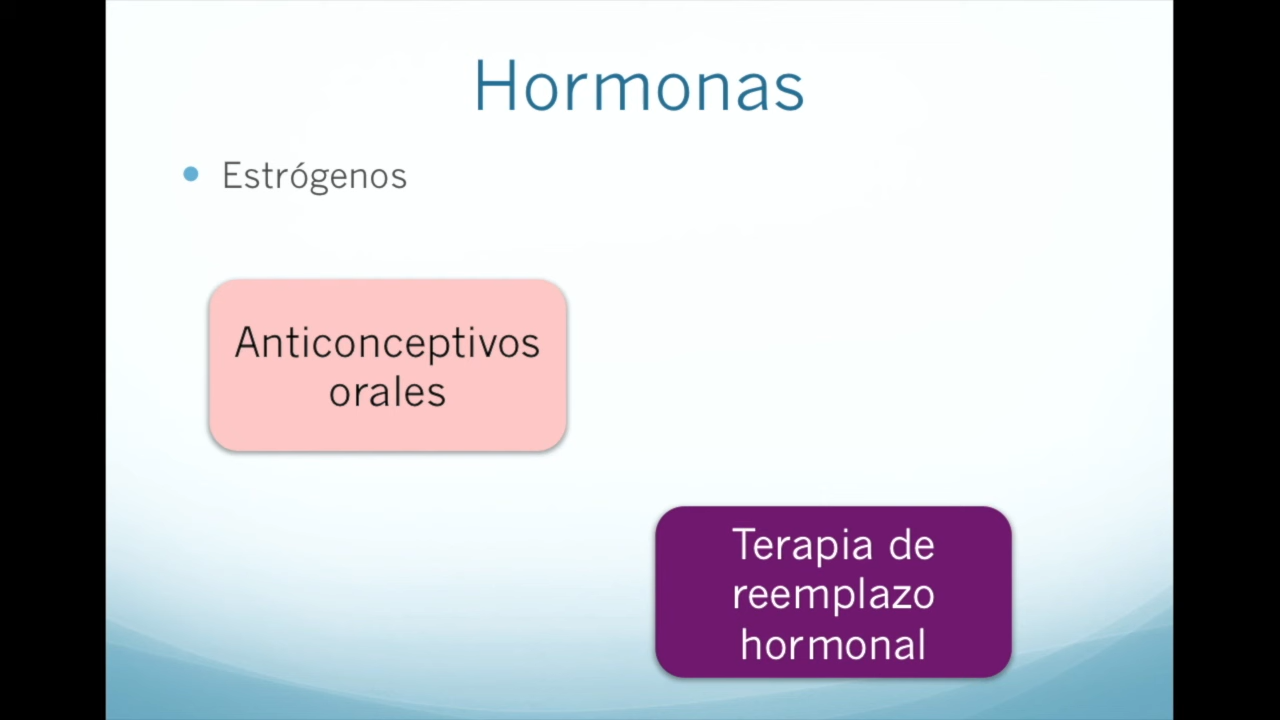 Hormonas
Estrógenos
Anticonceptivos
orales
Terapia de
reemplazo
hormonal